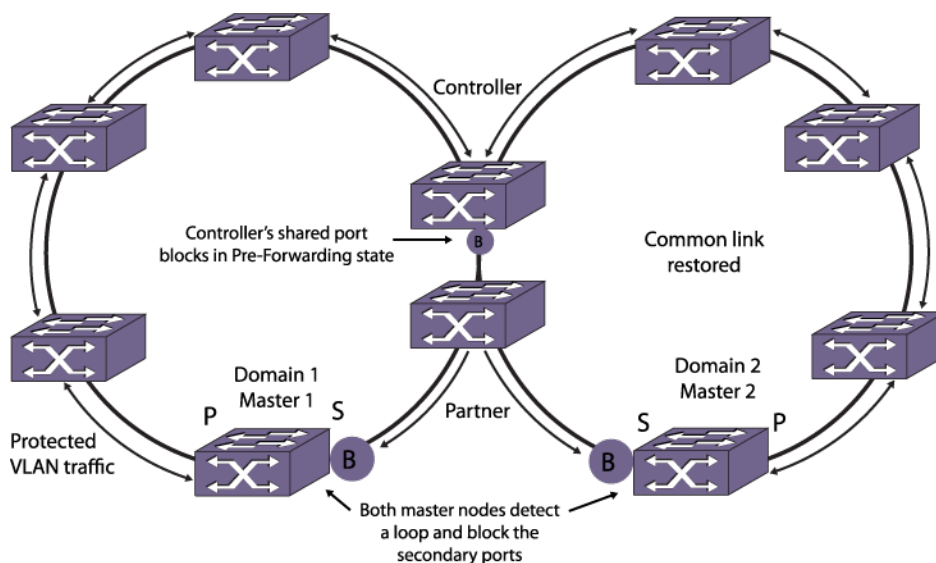 Controller
Controller's shared port
blocks in Pre-Forwarding state
B
Common link
restored
Domain 1
Master 1
P
S
Partner
Domain 2
Master 2
S
P
Protected
VLAN traffic
B
B
Both master nodes detect
a loop and block the
secondary ports